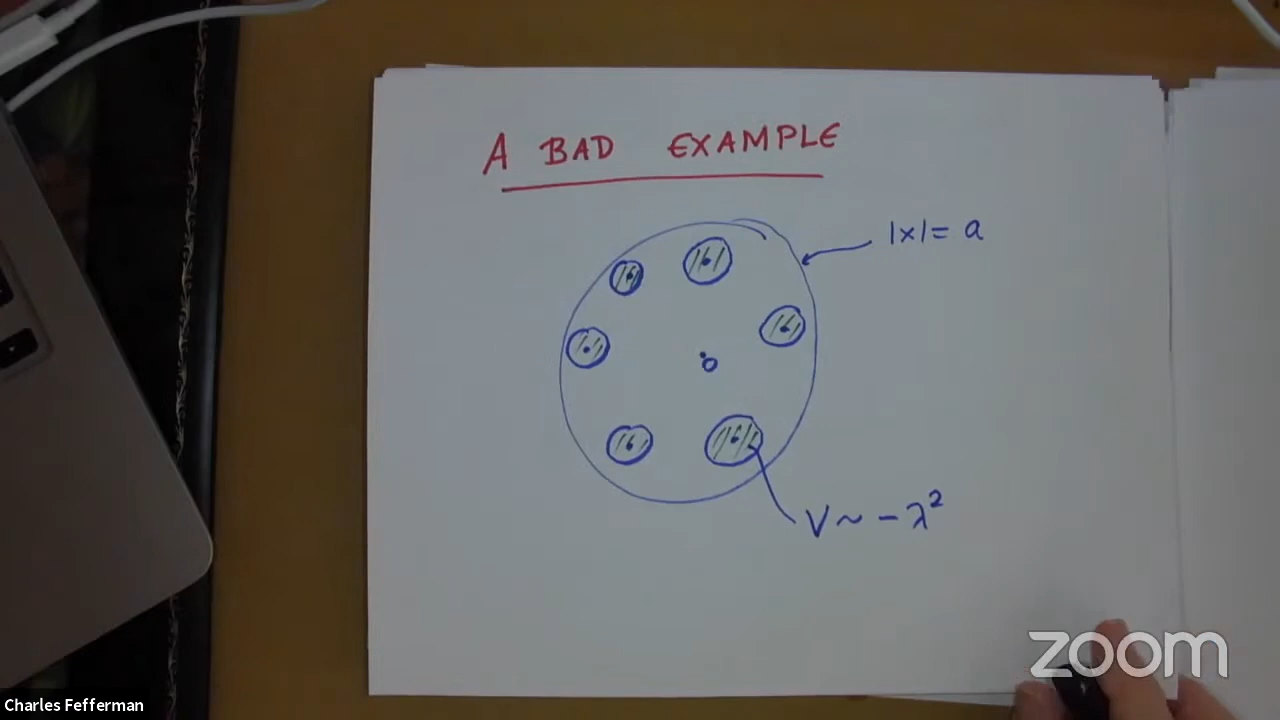 A BAD EXAMPLE
|x| = a
0
V ~ - λ²
zoom
Charles Fefferman